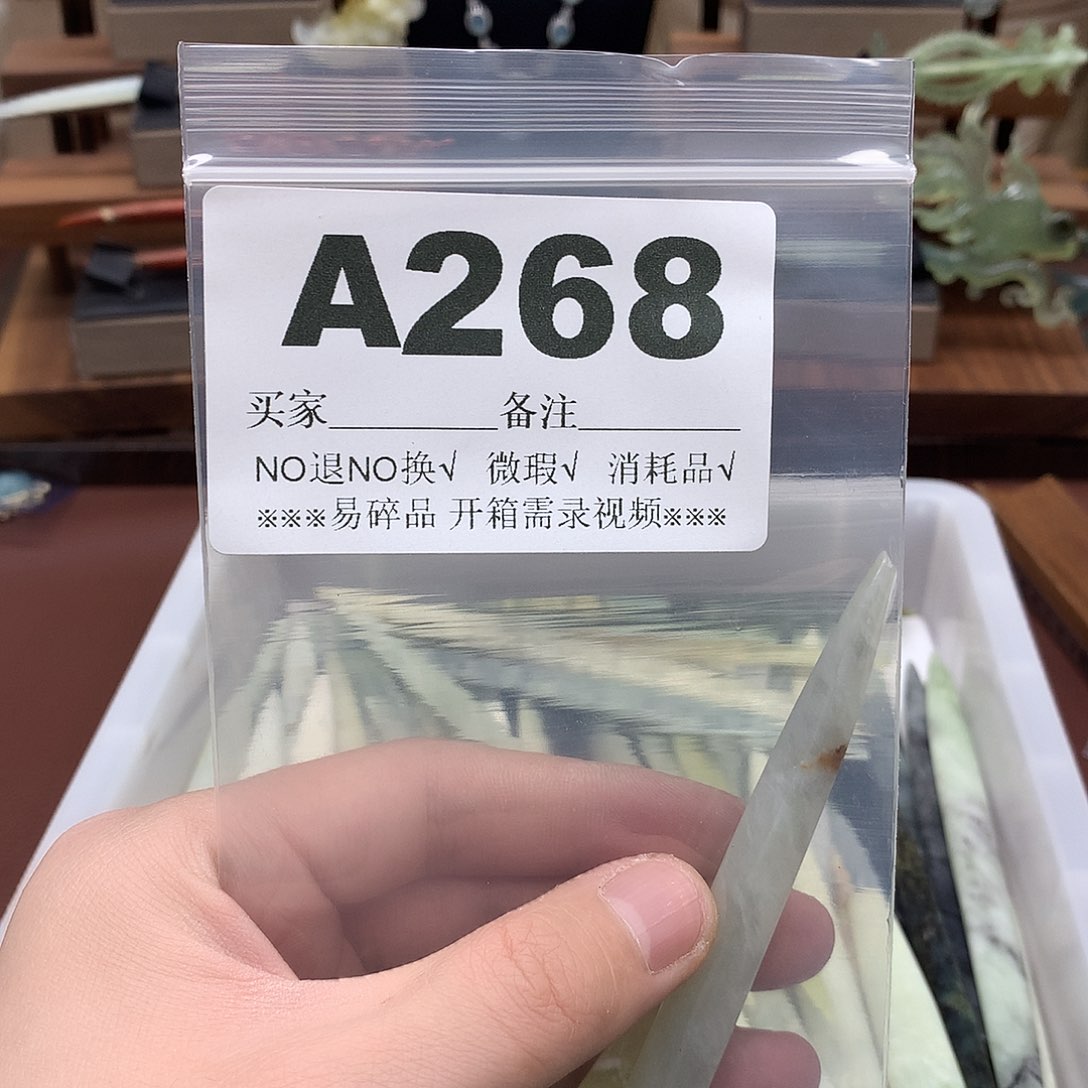 A268
买家________备注________
NO退NO换√ 微瑕√ 消耗品√
※※※易碎品 开箱需录视频※※※